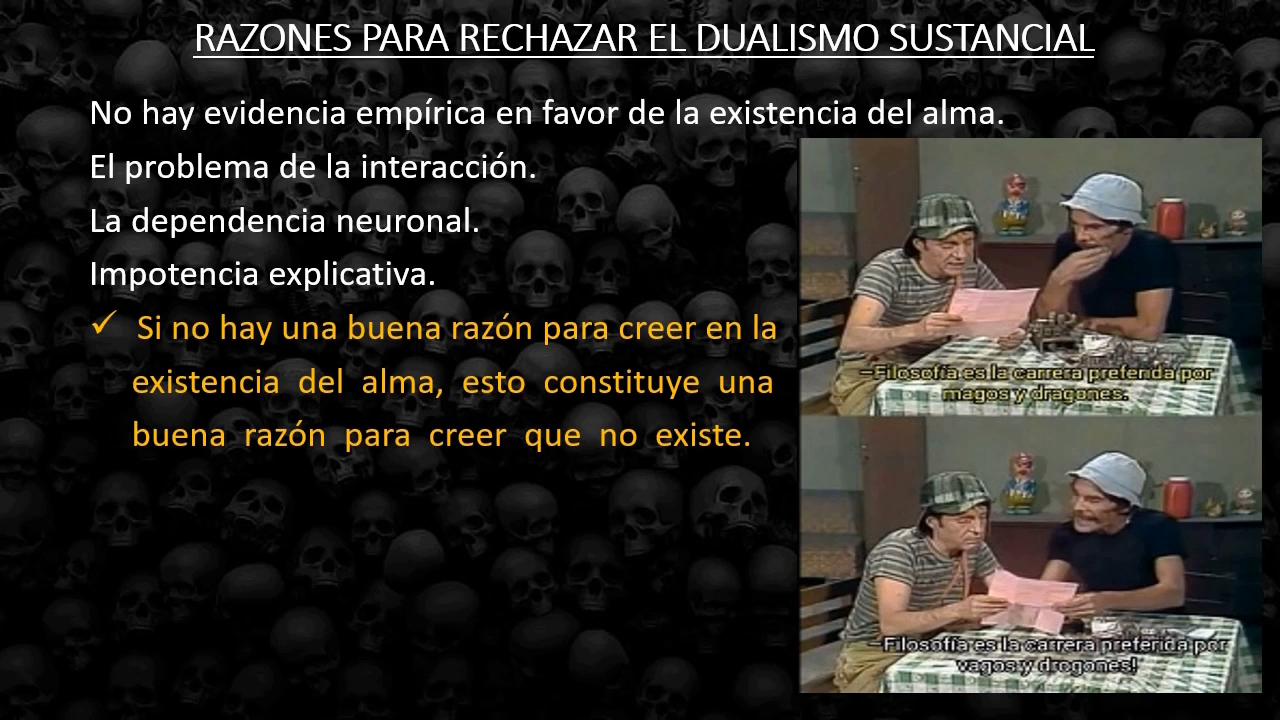 RAZONES PARA RECHAZAR EL DUALISMO SUSTANCIAL
No hay evidencia empírica en favor de la existencia del alma.
El problema de la interacción.
La dependencia neuronal.
Impotencia explicativa.
✓ Si no hay una buena razón para creer en la
existencia del alma, esto constituye una
buena razón para creer que no existe.
—Filosofía es la carrera preferida por
magos y dragones.
—Filosofía es la carrera preferida por
vagos y drogones!